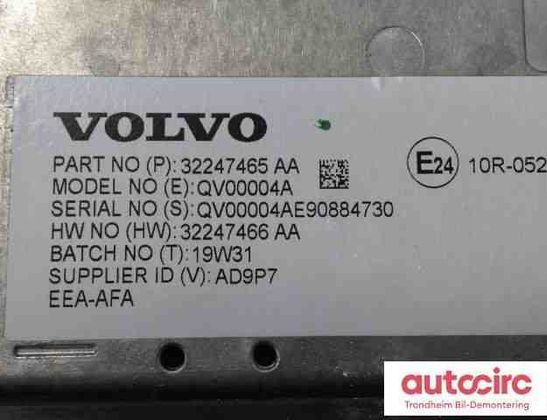 VOLVO
PART NO (P): 32247465 AA
MODEL NO (E): QV00004A
SERIAL NO (S): QV00004AE90884730
HW NO (HW): 32247466 AA
BATCH NO (T): 19W31
SUPPLIER ID (V): AD9P7
EEA-AFA
E24 10R-052
autocirc
Trondheim Bil-Demontering